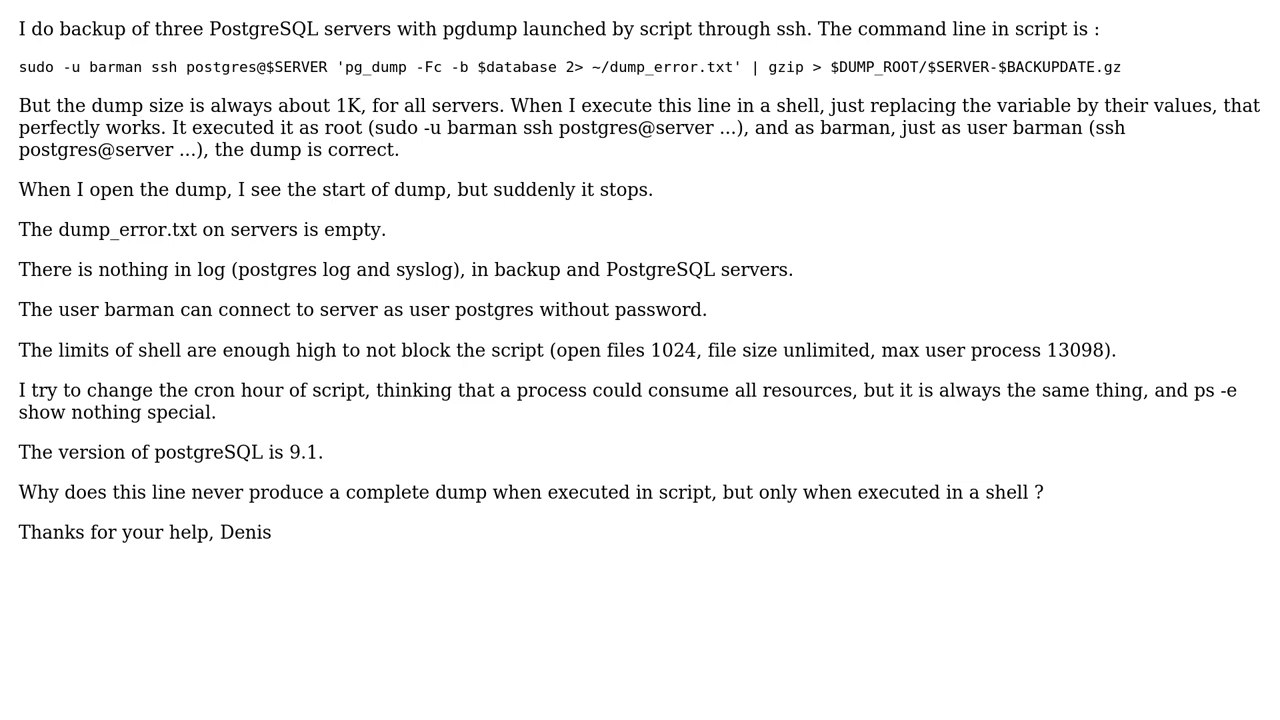 I do backup of three PostgreSQL servers with pgdump launched by script through ssh. The command line in script is :
sudo -u barman ssh postgres@$SERVER 'pg_dump -Fc -b $database 2> ~/dump_error.txt' | gzip > $DUMP_ROOT/$SERVER-$BACKUPDATE.gz
But the dump size is always about 1K, for all servers. When I execute this line in a shell, just replacing the variable by their values, that
perfectly works. It executed it as root (sudo -u barman ssh postgres@server ...), and as barman, just as user barman (ssh
postgres@server ...), the dump is correct.
When I open the dump, I see the start of dump, but suddenly it stops.
The dump_error.txt on servers is empty.
There is nothing in log (postgres log and syslog), in backup and PostgreSQL servers.
The user barman can connect to server as user postgres without password.
The limits of shell are enough high to not block the script (open files 1024, file size unlimited, max user process 13098).
I try to change the cron hour of script, thinking that a process could consume all resources, but it is always the same thing, and ps -e
show nothing special.
The version of postgreSQL is 9.1.
Why does this line never produce a complete dump when executed in script, but only when executed in a shell ?
Thanks for your help, Denis